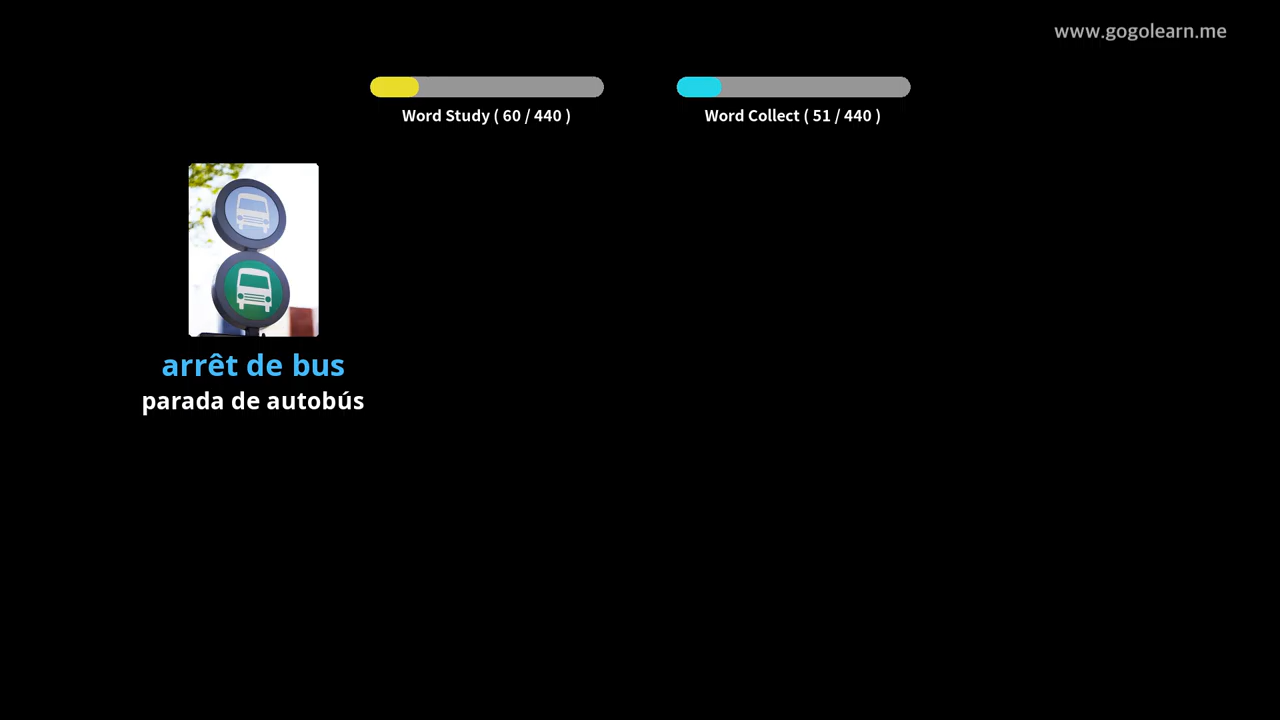 www.gogolearn.me
Word Study ( 60 / 440 )
Word Collect ( 51 / 440 )
arrêt de bus
parada de autobús